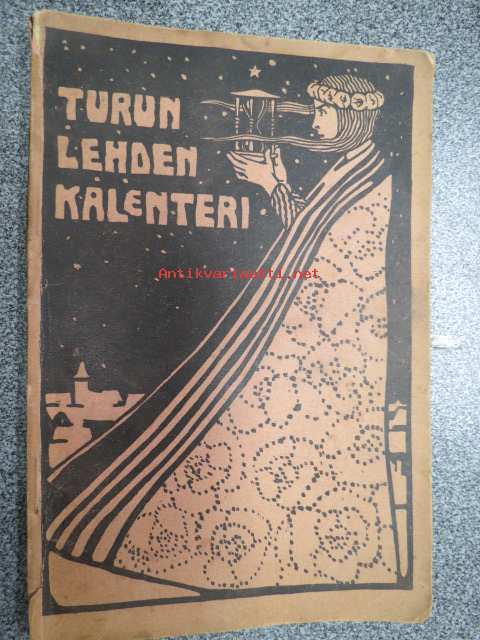 TURUN
LEHDEN
KALENTERI
Antikvariaatti.net